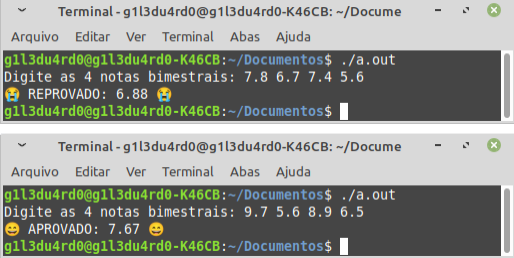 Terminal - g1l3du4rd0@g1l3du4rd0-K46CB: ~/Docume
Arquivo Editar Ver Terminal Abas Ajuda
g1l3du4rd0@g1l3du4rd0-K46CB:~/Documentos$ ./a.out
Digite as 4 notas bimestrais: 7.8 6.7 7.4 5.6
😭 REPROVADO: 6.88 😭
g1l3du4rd0@g1l3du4rd0-K46CB:~/Documentos$
Terminal - g1l3du4rd0@g1l3du4rd0-K46CB: ~/Docume
Arquivo Editar Ver Terminal Abas Ajuda
g1l3du4rd0@g1l3du4rd0-K46CB:~/Documentos$ ./a.out
Digite as 4 notas bimestrais: 9.7 5.6 8.9 6.5
😄 APROVADO: 7.67 😄
g1l3du4rd0@g1l3du4rd0-K46CB:~/Documentos$